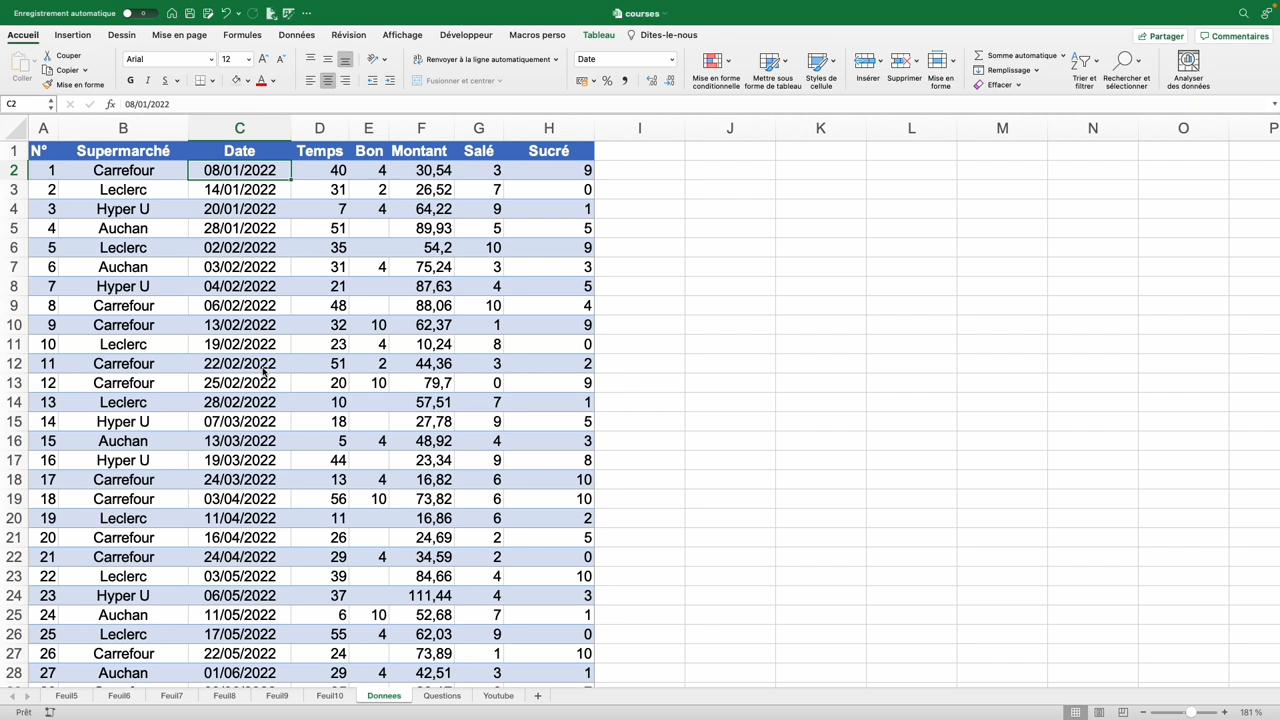 Enregistrement automatique
courses
Accueil Insertion Dessin Mise en page Formules Données Révision Affichage Développeur Macros perso Tableau Dites-le-nous
Partager Commentaires
Coller
Couper
Copier
Mise en forme
Arial 12
G I S
Renvoyer à la ligne automatiquement
Fusionner et centrer
Date
Mise en forme conditionnelle
Mettre sous forme de tableau
Styles de cellule
Insérer
Supprimer
Mise en forme
Somme automatique
Remplissage
Effacer
Trier et filtrer
Rechercher et sélectionner
Analyser des données
C2 fx 08/01/2022
A B C D E F G H I J K L M N O P
1 N° Supermarché Date Temps Bon Montant Salé Sucré
2 1 Carrefour 08/01/2022 40 4 30,54 3 9
3 2 Leclerc 14/01/2022 31 2 26,52 7 0
4 3 Hyper U 20/01/2022 7 4 64,22 9 1
5 4 Auchan 28/01/2022 51 89,93 5 5
6 5 Leclerc 02/02/2022 35 54,2 10 9
7 6 Auchan 03/02/2022 31 4 75,24 3 3
8 7 Hyper U 04/02/2022 21 87,63 4 5
9 8 Carrefour 06/02/2022 48 88,06 10 4
10 9 Carrefour 13/02/2022 32 10 62,37 1 9
11 10 Leclerc 19/02/2022 23 4 10,24 8 0
12 11 Carrefour 22/02/2022 51 2 44,36 3 2
13 12 Carrefour 25/02/2022 20 10 79,7 0 9
14 13 Leclerc 28/02/2022 10 57,51 7 1
15 14 Hyper U 07/03/2022 18 27,78 9 5
16 15 Auchan 13/03/2022 5 4 48,92 4 3
17 16 Hyper U 19/03/2022 44 23,34 9 8
18 17 Carrefour 24/03/2022 13 4 16,82 6 10
19 18 Carrefour 03/04/2022 56 10 73,82 6 10
20 19 Leclerc 11/04/2022 11 16,86 6 2
21 20 Carrefour 16/04/2022 26 24,69 2 5
22 21 Carrefour 24/04/2022 29 4 34,59 2 0
23 22 Leclerc 03/05/2022 39 84,66 4 10
24 23 Hyper U 06/05/2022 37 111,44 4 3
25 24 Auchan 11/05/2022 6 10 52,68 7 1
26 25 Leclerc 17/05/2022 55 4 62,03 9 0
27 26 Carrefour 22/05/2022 24 73,89 1 10
28 27 Auchan 01/06/2022 29 4 42,51 3 1
Feuil5 Feuil6 Feuil7 Feuil8 Feuil9 Feuil10 Donnees Questions Youtube
Prêt 181 %